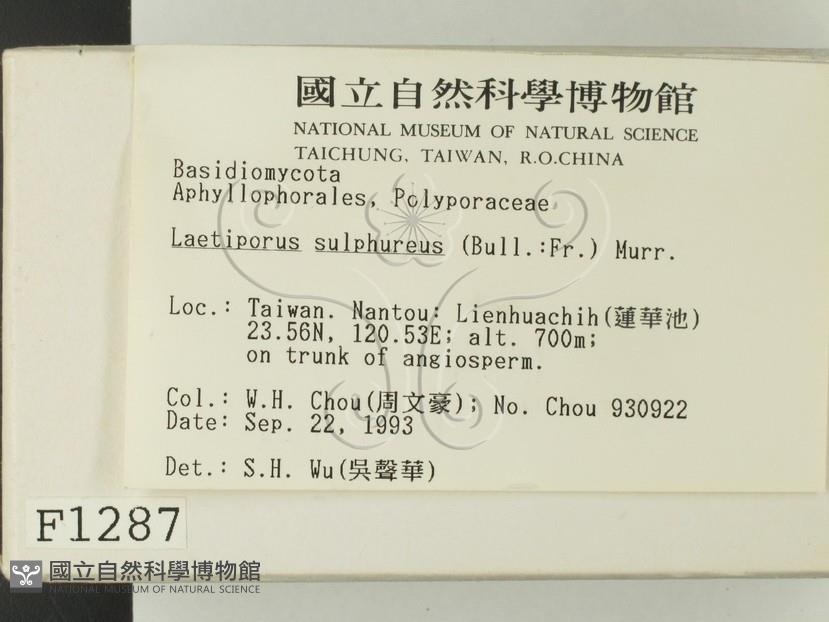 國立自然科學博物館
NATIONAL MUSEUM OF NATURAL SCIENCE
TAICHUNG, TAIWAN, R.O.CHINA
Basidiomycota
Aphyllophorales, Polyporaceae
Laetiporus sulphureus (Bull.:Fr.) Murr.
Loc.: Taiwan. Nantou: Lienhuachih(蓮華池)
23.56N, 120.53E; alt. 700m;
on trunk of angiosperm.
Col.: W.H. Chou(周文豪); No. Chou 930922
Date: Sep. 22, 1993
Det.: S.H. Wu(吳聲華)
F1287
國立自然科學博物館
NATIONAL MUSEUM OF NATURAL SCIENCE